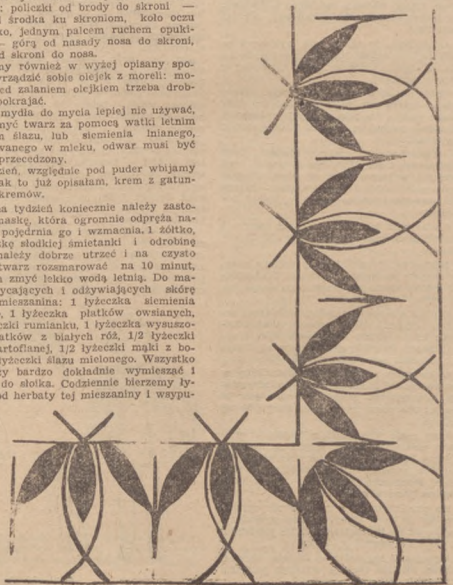 : policzki od brody do skroni —
środka ku skroniom, koło oczu
ko, jednym palcem ruchem opuki-
— górą od nasady nosa do skroni,
d skroni do nosa.
ny również w wyżej opisany spo-
rządzić sobie olejek z moreli: mo-
ed zalaniem olejkiem trzeba drob-
pokrajać.
mydła do mycia lepiej nie używać,
myć twarz za pomocą watki letnim
m ślazu, lub siemienia lnianego,
wanego w mleku, odwar musi być
przecedzony.
zień, względnie pod puder wbijamy
ak to już opisałam, krem z gatun-
kremów.
na tydzień koniecznie należy zasto-
maskę, która ogromnie odpręża na-
pojędrnia go i wzmacnia. 1 żółtko,
zkę słodkiej śmietanki i odrobinę
należy dobrze utrzeć i na czysto
twarz rozsmarować na 10 minut,
n zmyć lekko wodą letnią. Do ma-
ycających i odżywiających skórę
mieszanina: 1 łyżeczka siemienia
, 1 łyżeczka płatków owsianych,
czki rumianku, 1 łyżeczka wysuszo-
atków z białych róż, 1/2 łyżeczki
artoflanej, 1/2 łyżeczki mąki z bo-
łyżeczki ślazu mielonego. Wszystko
y bardzo dokładnie wymieszać i
do słoika. Codziennie bierzemy ły-
od herbaty tej mieszaniny i wsypu-